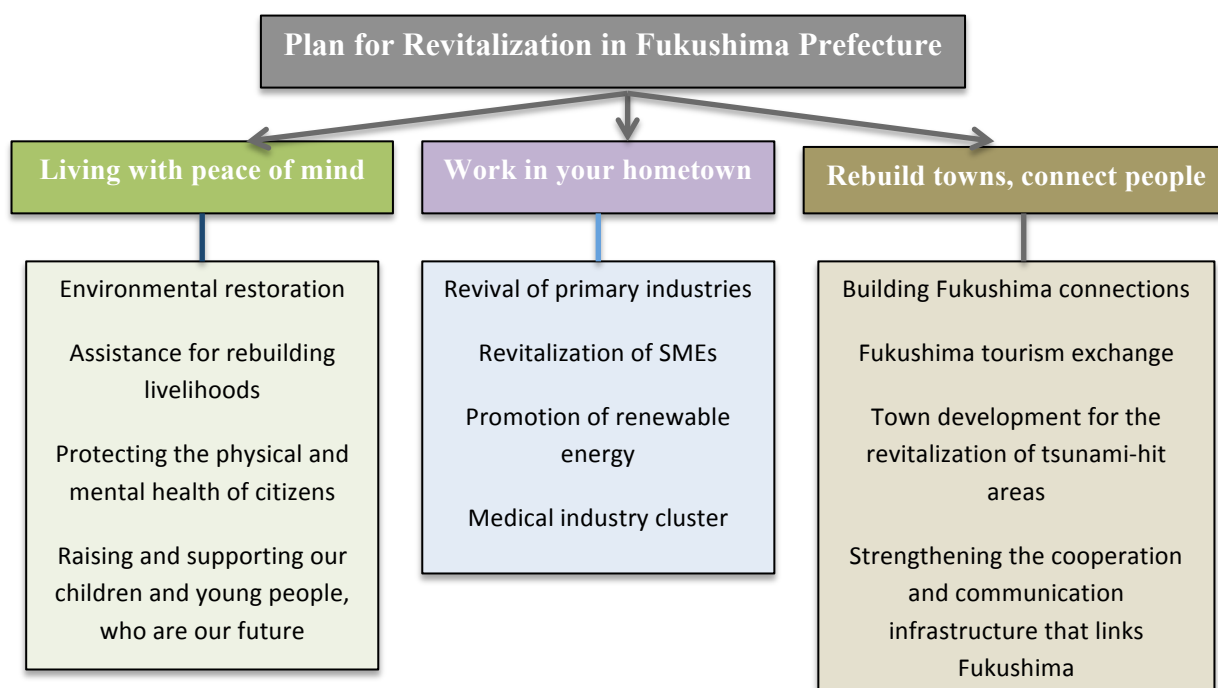 Plan for Revitalization in Fukushima Prefecture
Living with peace of mind
Environmental restoration
Assistance for rebuilding
livelihoods
Protecting the physical and
mental health of citizens
Raising and supporting our
children and young people,
who are our future
Work in your hometown
Revival of primary industries
Revitalization of SMEs
Promotion of renewable
energy
Medical industry cluster
Rebuild towns, connect people
Building Fukushima connections
Fukushima tourism exchange
Town development for the
revitalization of tsunami-hit
areas
Strengthening the cooperation
and communication
infrastructure that links
Fukushima